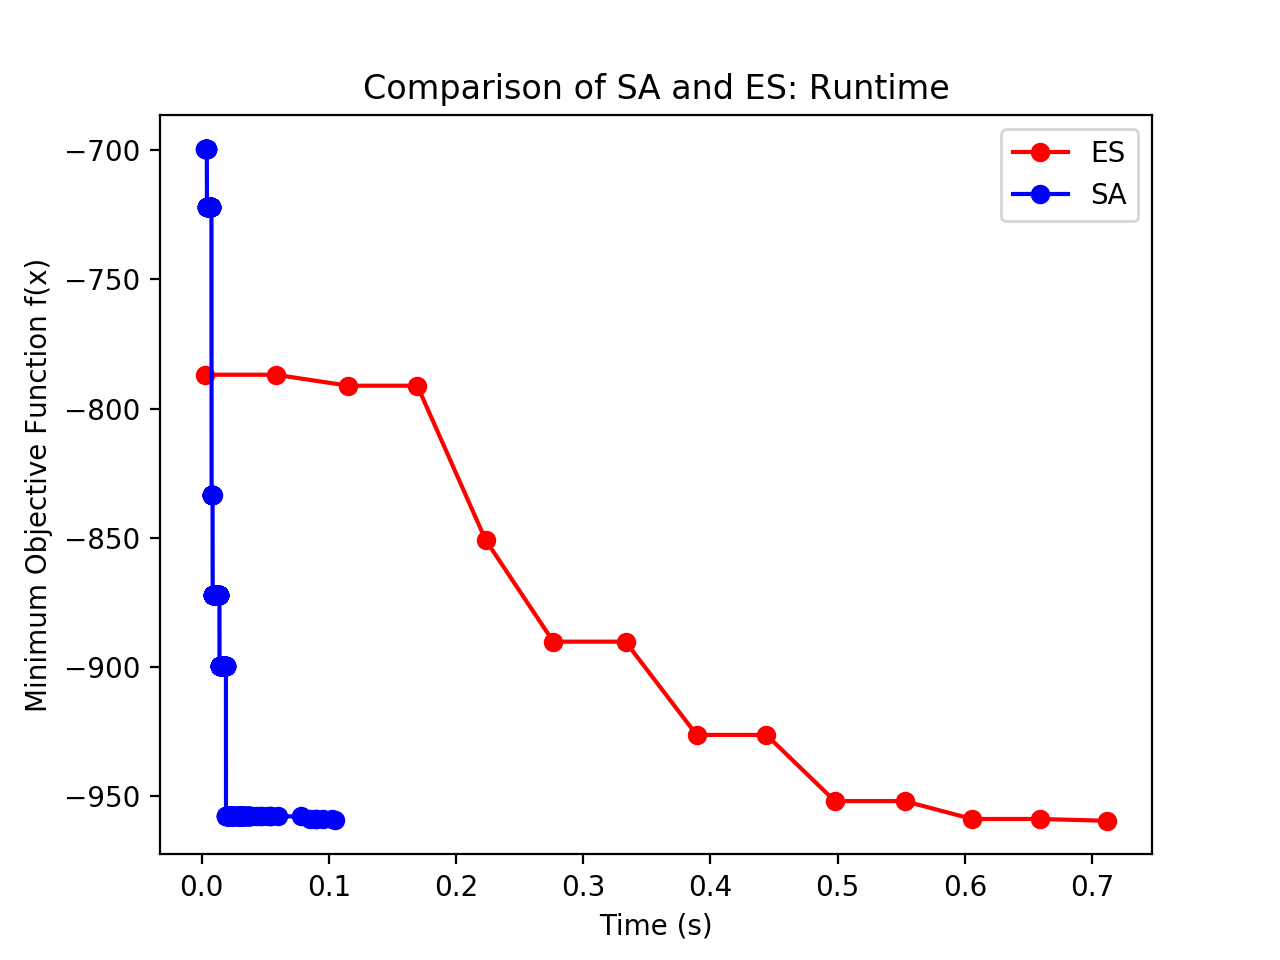 Comparison of SA and ES: Runtime
ES
SA
−700
−750
−800
−850
−900
−950
Minimum Objective Function f(x)
0.0 0.1 0.2 0.3 0.4 0.5 0.6 0.7
Time (s)